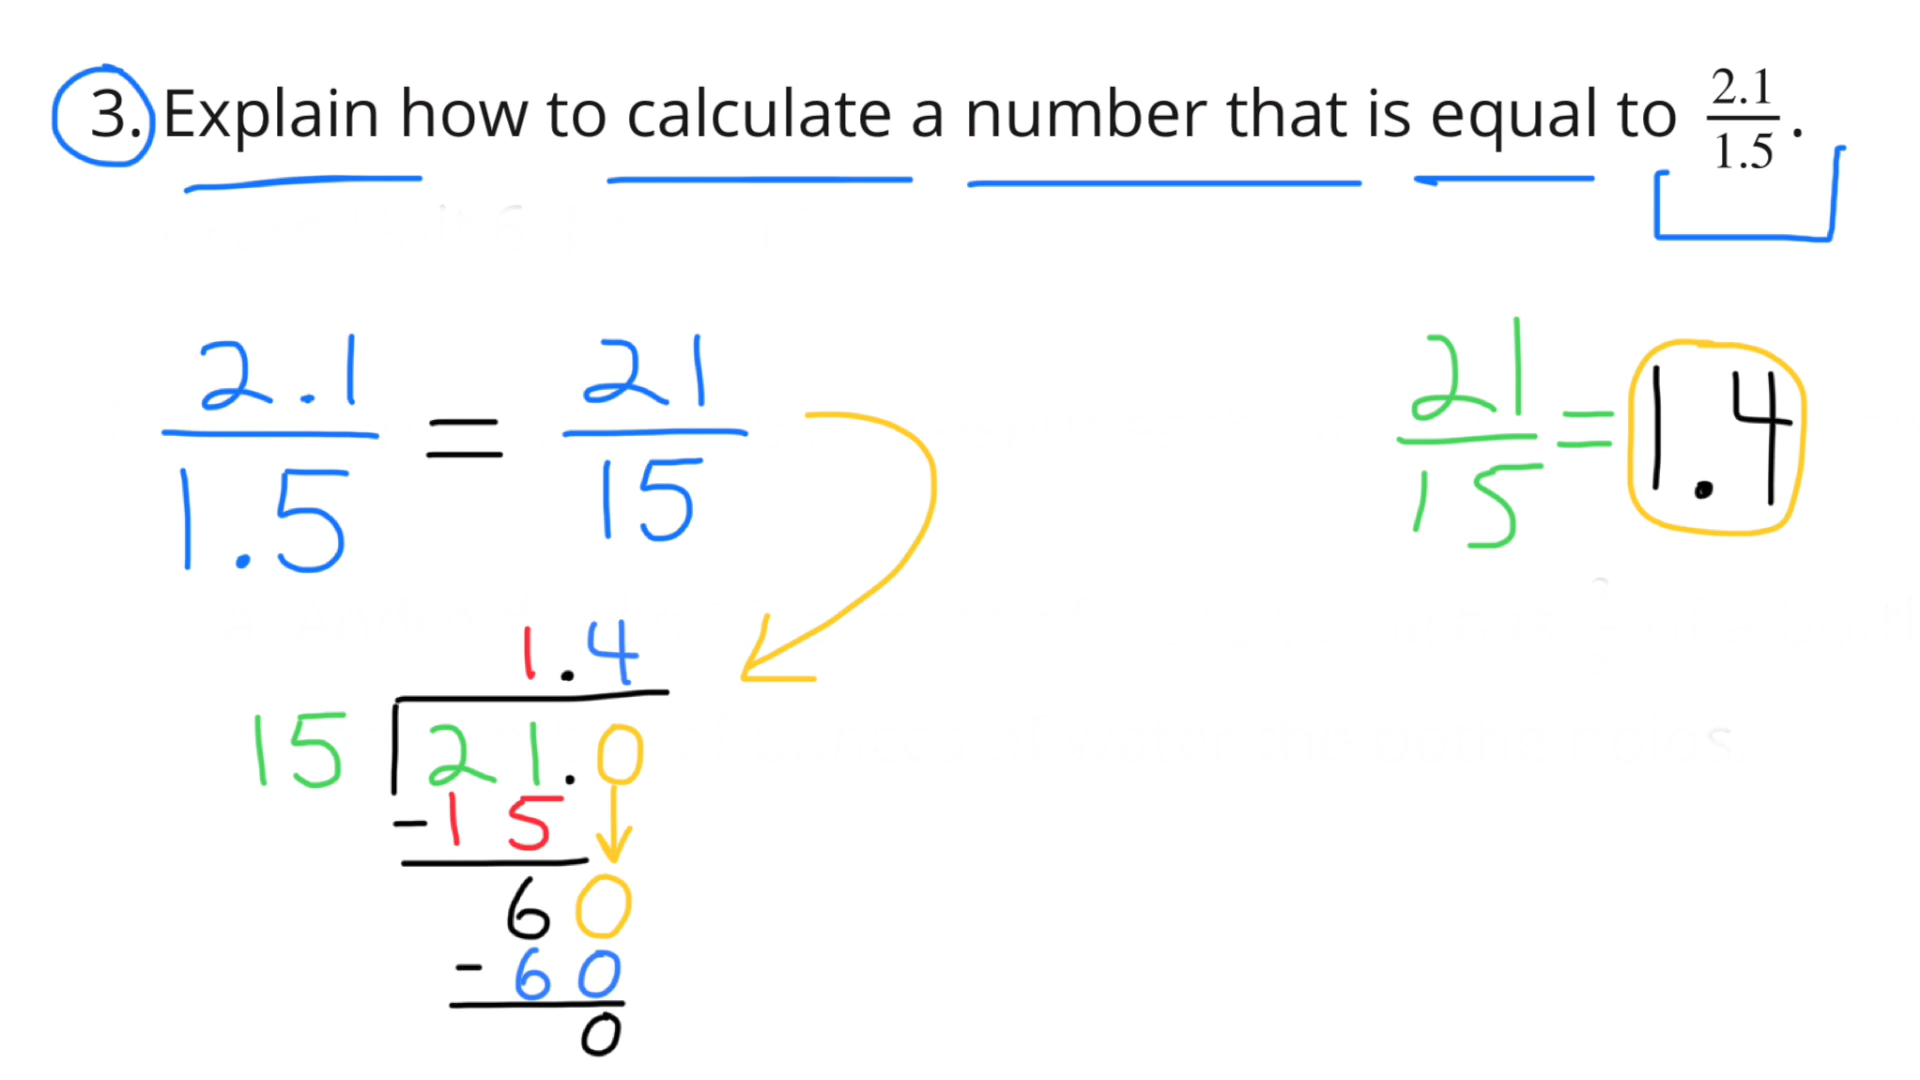 3. Explain how to calculate a number that is equal to 2.1/1.5.
2.1/1.5 = 21/15
21/15 = 1.4
1.4
15 21.0
-15
60
-60
0